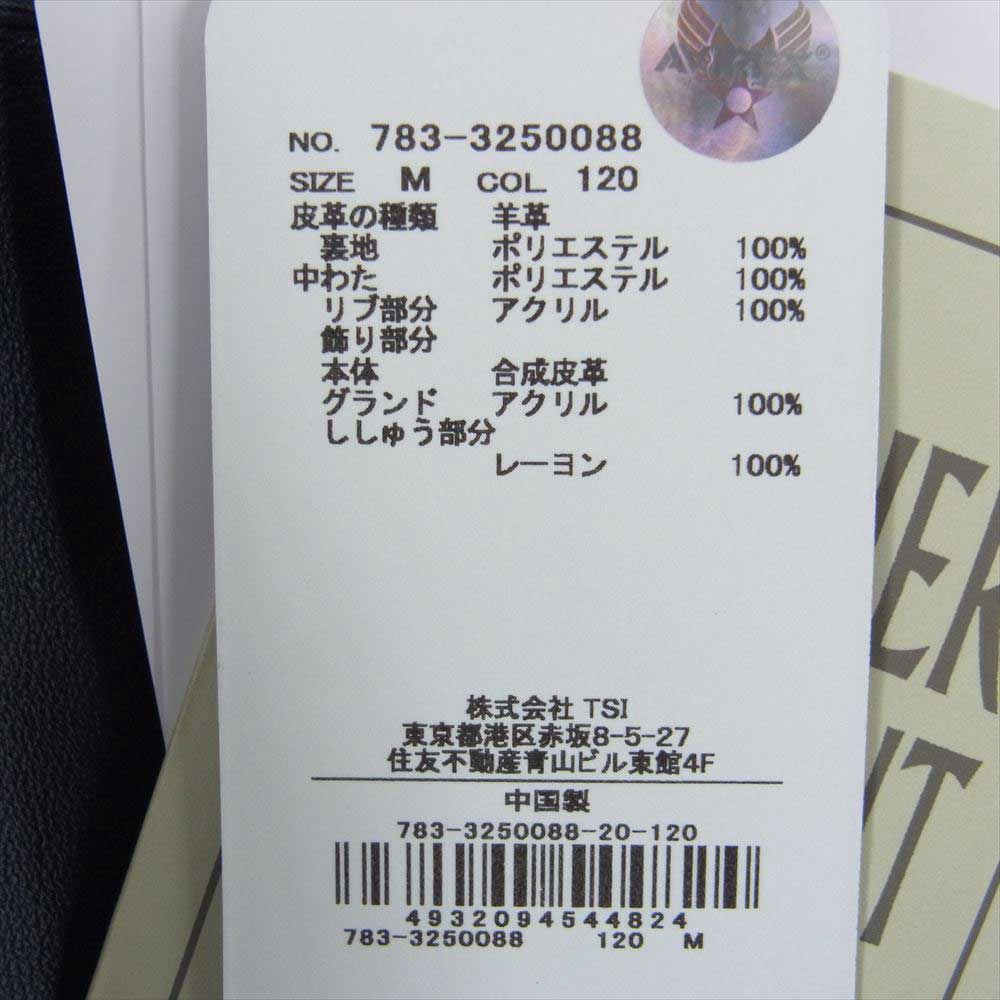 AVIREX®
NO. 783-3250088
SIZE M COL 120
皮革の種類 羊革
裏地 ポリエステル 100%
中わた ポリエステル 100%
リブ部分 アクリル 100%
飾り部分
本体 合成皮革
グランド アクリル 100%
ししゅう部分
レーヨン 100%
株式会社 TSI
東京都港区赤坂8-5-27
住友不動産青山ビル東館4F
中国製
783-3250088-20-120
4932094544824
783-3250088 120 M